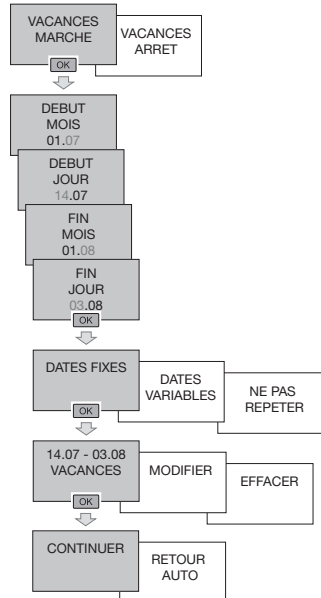 VACANCES
MARCHE
VACANCES
ARRET
OK
DEBUT
MOIS
01.07
DEBUT
JOUR
14.07
FIN
MOIS
01.08
FIN
JOUR
03.08
OK
DATES FIXES
DATES
VARIABLES
NE PAS
REPETER
OK
14.07 - 03.08
VACANCES
MODIFIER
EFFACER
OK
CONTINUER
RETOUR
AUTO